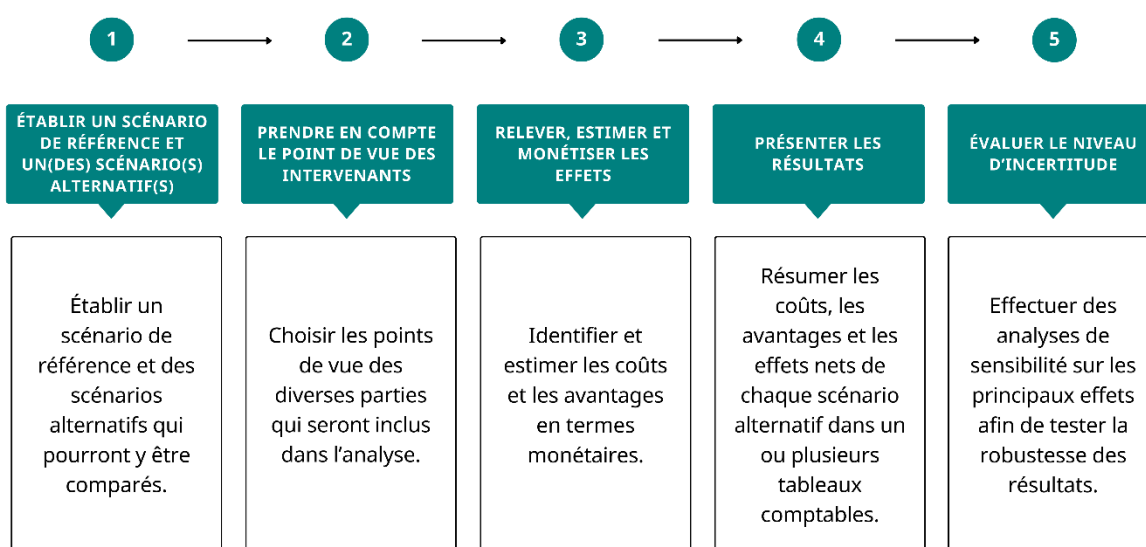 1
2
3
4
5
ÉTABLIR UN SCÉNARIO
DE RÉFÉRENCE ET
UN(DES) SCÉNARIO(S)
ALTERNATIF(S)
PRENDRE EN COMPTE
LE POINT DE VUE DES
INTERVENANTS
RELEVER, ESTIMER ET
MONÉTISER LES
EFFETS
PRÉSENTER LES
RÉSULTATS
ÉVALUER LE NIVEAU
D'INCERTITUDE
Établir un
scénario de
référence et des
scénarios
alternatifs qui
pourront y être
comparés.
Choisir les points
de vue des
diverses parties
qui seront inclus
dans l'analyse.
Identifier et
estimer les coûts
et les avantages
en termes
monétaires.
Résumer les
coûts, les
avantages et les
effets nets de
chaque scénario
alternatif dans un
ou plusieurs
tableaux
comptables.
Effectuer des
analyses de
sensibilité sur les
principaux effets
afin de tester la
robustesse des
résultats.